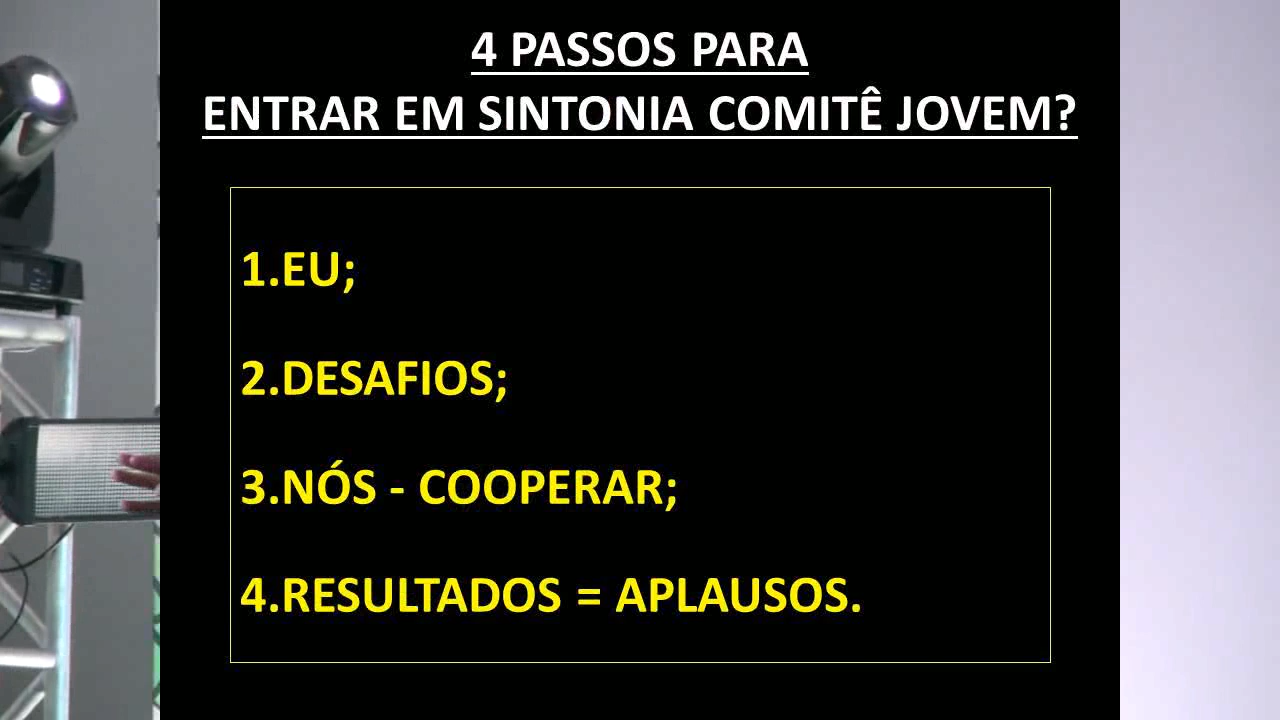 4 PASSOS PARA
ENTRAR EM SINTONIA COMITÊ JOVEM?
1.EU;
2.DESAFIOS;
3.NÓS - COOPERAR;
4.RESULTADOS = APLAUSOS.